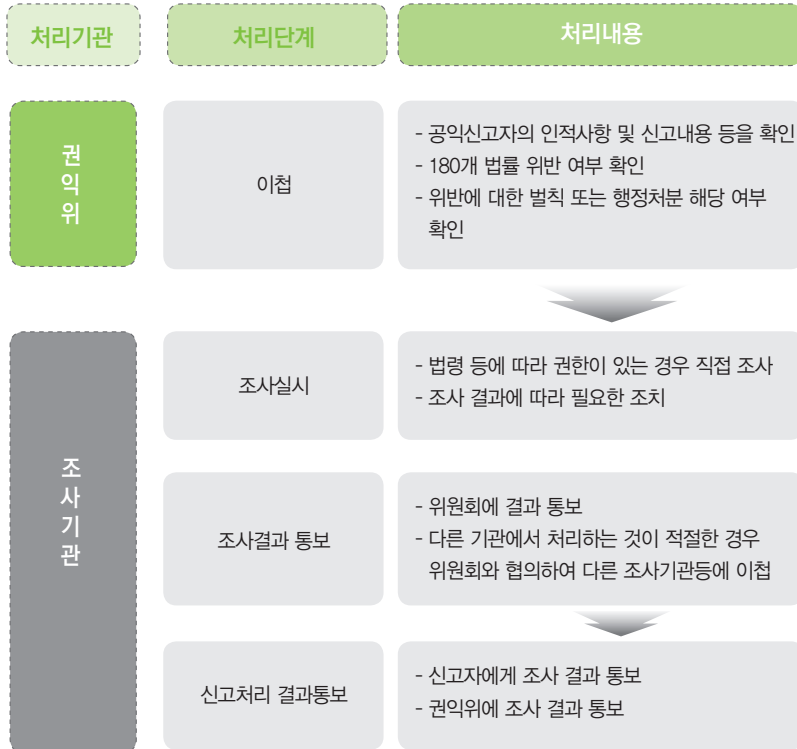 처리기관
처리단계
처리내용
권익위
이첩
- 공익신고자의 인적사항 및 신고내용 등을 확인
- 180개 법률 위반 여부 확인
- 위반에 대한 벌칙 또는 행정처분 해당 여부
확인
조사기관
조사실시
- 법령 등에 따라 권한이 있는 경우 직접 조사
- 조사 결과에 따라 필요한 조치
조사결과 통보
- 위원회에 결과 통보
- 다른 기관에서 처리하는 것이 적절한 경우
위원회와 협의하여 다른 조사기관등에 이첩
신고처리 결과통보
- 신고자에게 조사 결과 통보
- 권익위에 조사 결과 통보